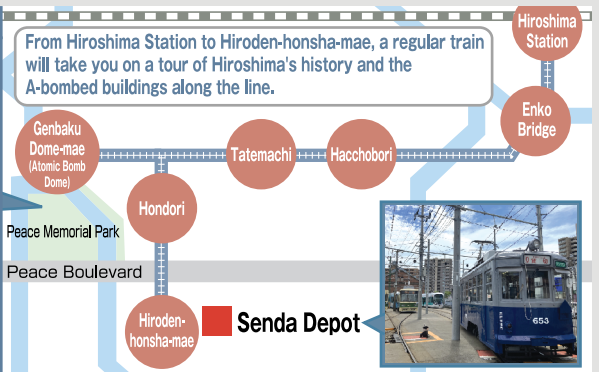 Hiroshima
Station
From Hiroshima Station to Hiroden-honsha-mae, a regular train
will take you on a tour of Hiroshima's history and the
A-bombed buildings along the line.
Enko
Bridge
Genbaku
Dome-mae
(Atomic Bomb
Dome)
Tatemachi
Hacchobori
Hondori
Peace Memorial Park
Peace Boulevard
Hiroden-
honsha-mae
Senda Depot
653